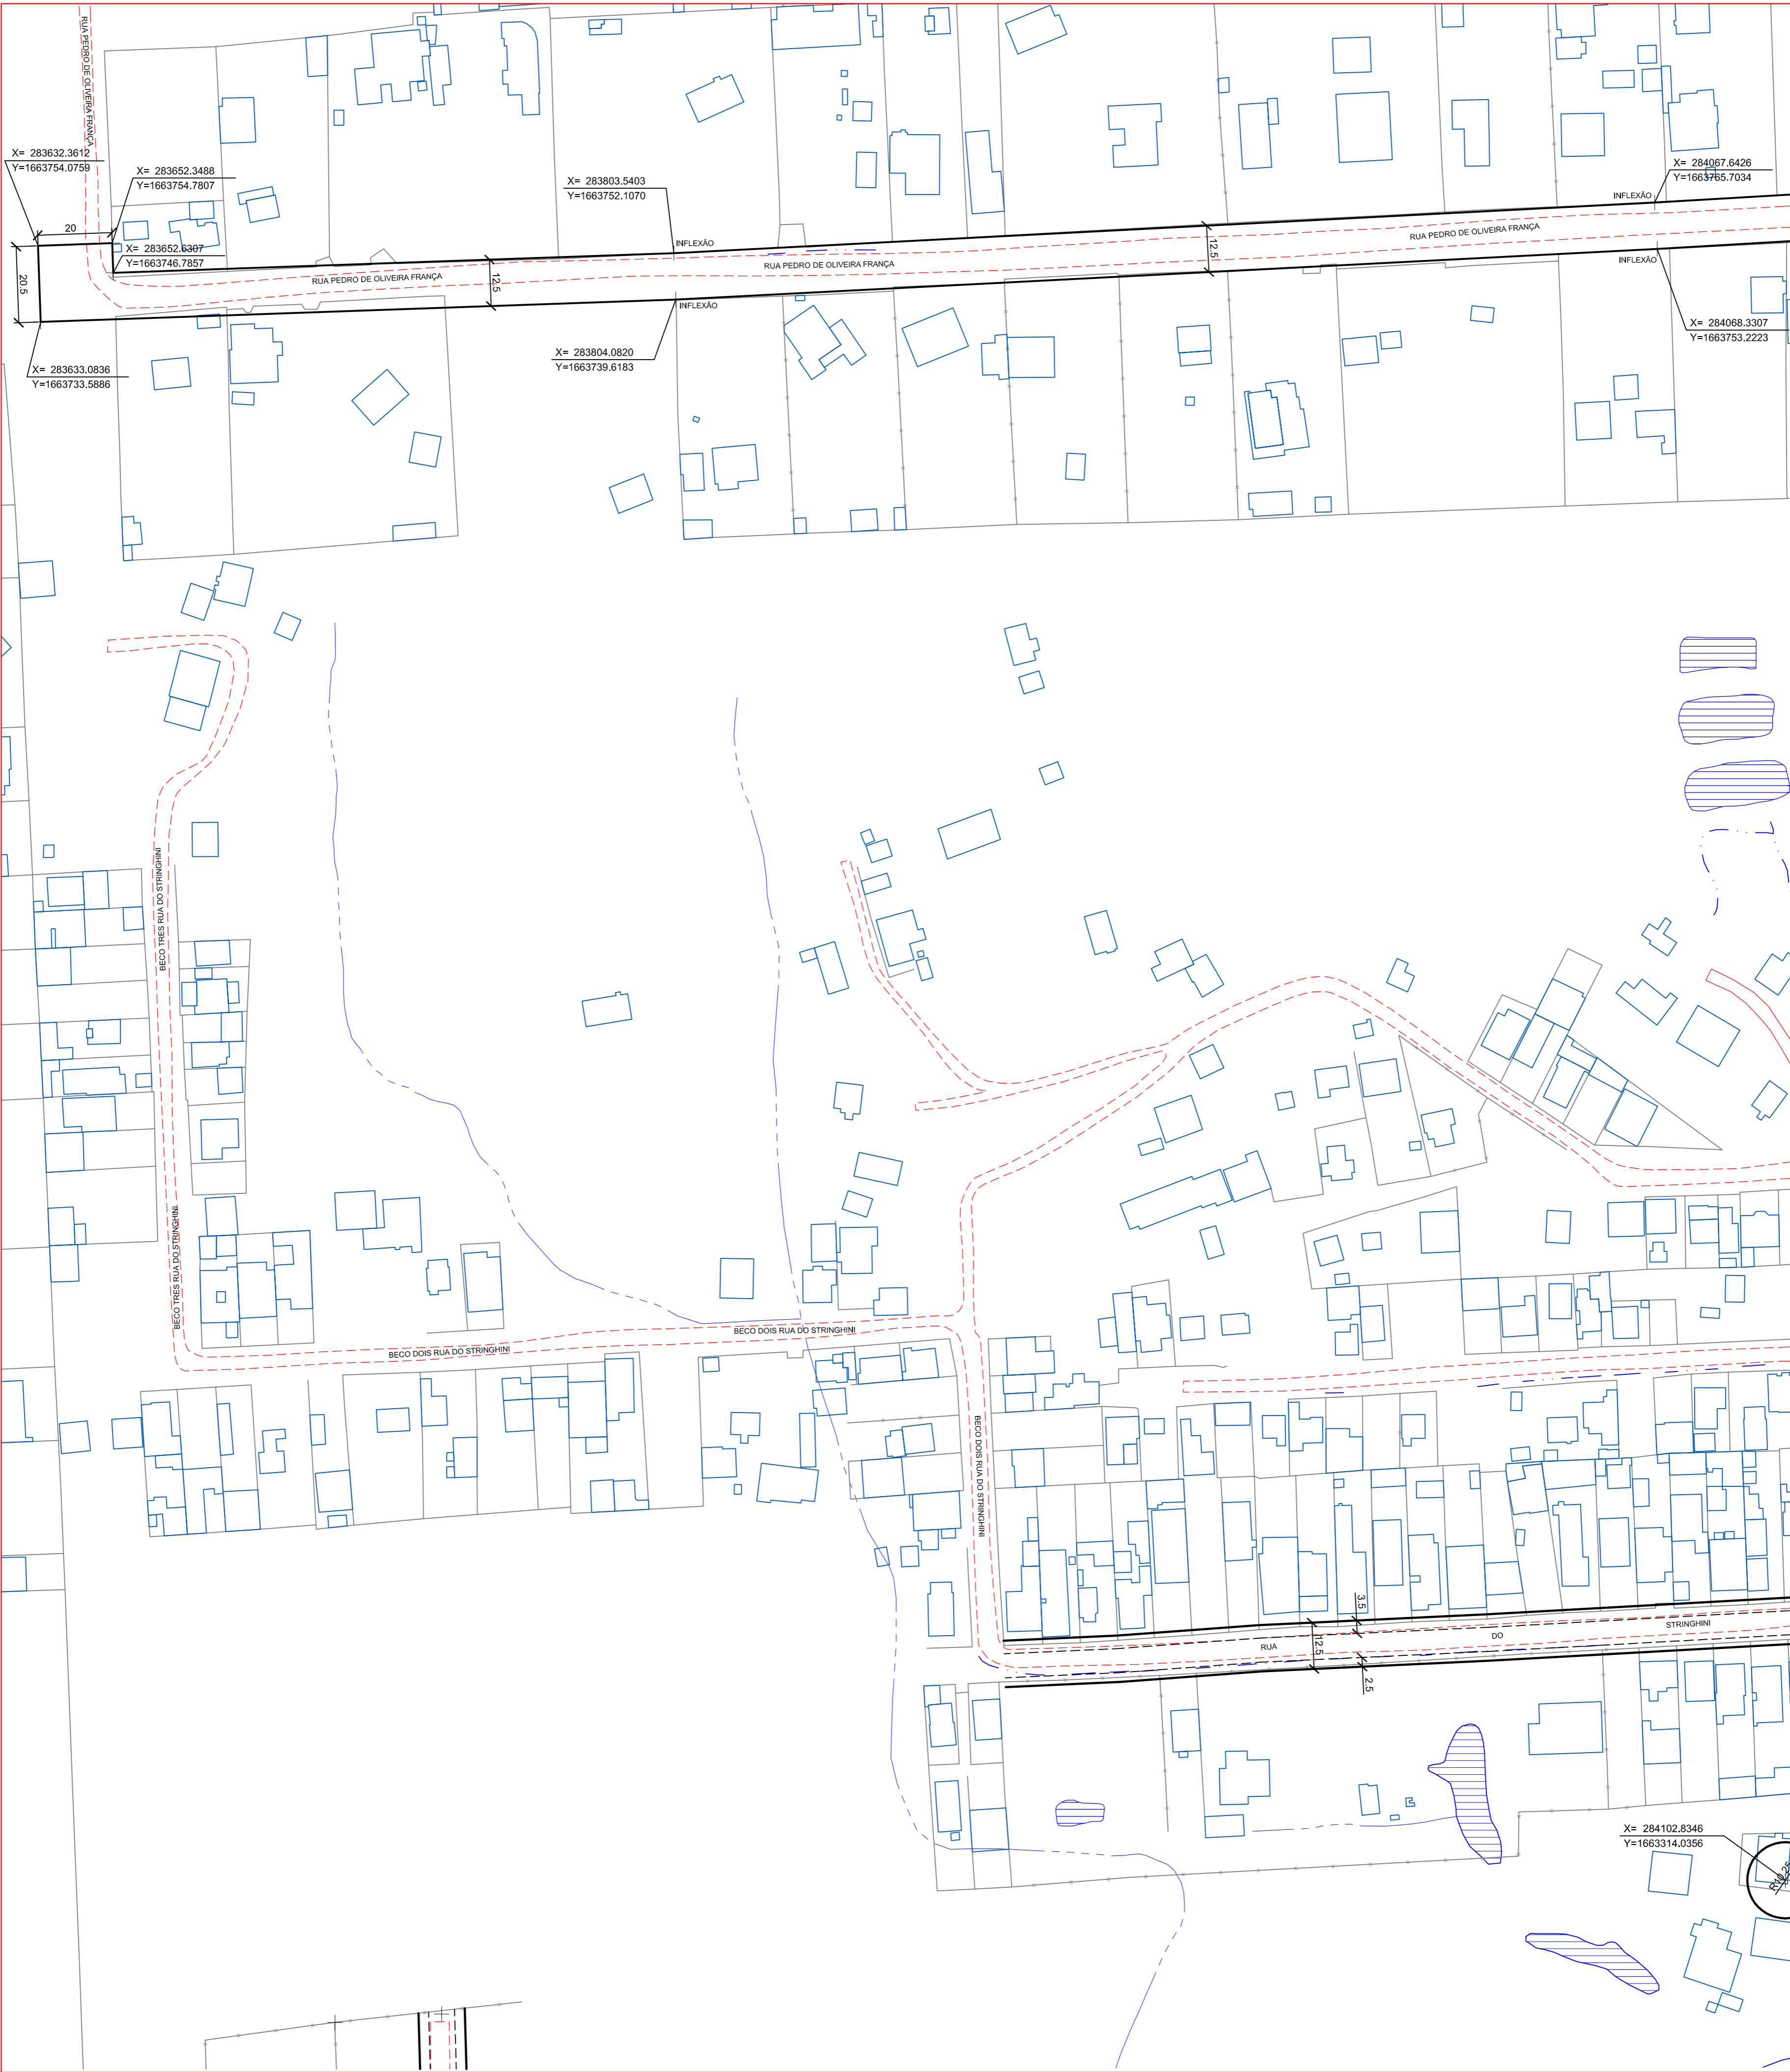 RUA PEDRO DE OLIVEIRA FRANÇA
X= 283632.3612
Y=1663754.0759
X= 283652.3488
Y=1663754.7807
X= 283803.5403
Y=1663752.1070
X= 284067.6426
Y=1663765.7034
INFLEXÃO
20
12.5
RUA PEDRO DE OLIVEIRA FRANÇA
X= 283652.6307
Y=1663746.7857
INFLEXÃO
INFLEXÃO
RUA PEDRO DE OLIVEIRA FRANÇA
20.5
RUA PEDRO DE OLIVEIRA FRANÇA
12.5
INFLEXÃO
X= 284068.3307
Y=1663753.2223
X= 283804.0820
Y=1663739.6183
X= 283633.0836
Y=1663733.5886
BECO TRES RUA DO STRINGHINI
BECO TRES RUA DO STRINGHINI
BECO DOIS RUA DO STRINGHINI
BECO DOIS RUA DO STRINGHINI
BECO DOIS RUA DO STRINGHINI
3.5
RUA
12.5
DO
STRINGHINI
2.5
X= 284102.8346
Y=1663314.0356
R10.25